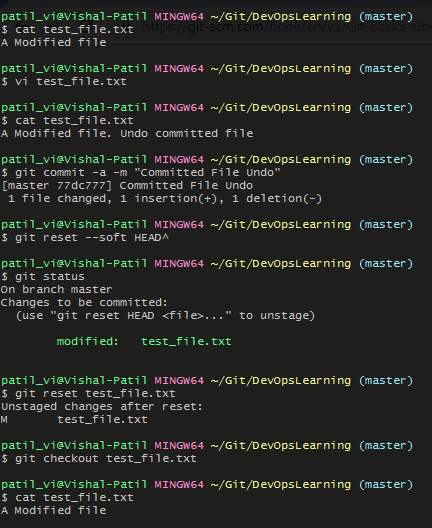 patil_vi@Vishal-Patil MINGW64 ~/Git/DevOpsLearning (master)
$ cat test_file.txt
A Modified file
patil_vi@Vishal-Patil MINGW64 ~/Git/DevOpsLearning (master)
$ vi test_file.txt
patil_vi@Vishal-Patil MINGW64 ~/Git/DevOpsLearning (master)
$ cat test_file.txt
A Modified file. Undo committed file
patil_vi@Vishal-Patil MINGW64 ~/Git/DevOpsLearning (master)
$ git commit -a -m "Committed File Undo"
[master 77dc777] Committed File Undo
 1 file changed, 1 insertion(+), 1 deletion(-)
patil_vi@Vishal-Patil MINGW64 ~/Git/DevOpsLearning (master)
$ git reset --soft HEAD^
patil_vi@Vishal-Patil MINGW64 ~/Git/DevOpsLearning (master)
$ git status
On branch master
Changes to be committed:
  (use "git reset HEAD <file>..." to unstage)
        modified:   test_file.txt
patil_vi@Vishal-Patil MINGW64 ~/Git/DevOpsLearning (master)
$ git reset test_file.txt
Unstaged changes after reset:
M       test_file.txt
patil_vi@Vishal-Patil MINGW64 ~/Git/DevOpsLearning (master)
$ git checkout test_file.txt
patil_vi@Vishal-Patil MINGW64 ~/Git/DevOpsLearning (master)
$ cat test_file.txt
A Modified file